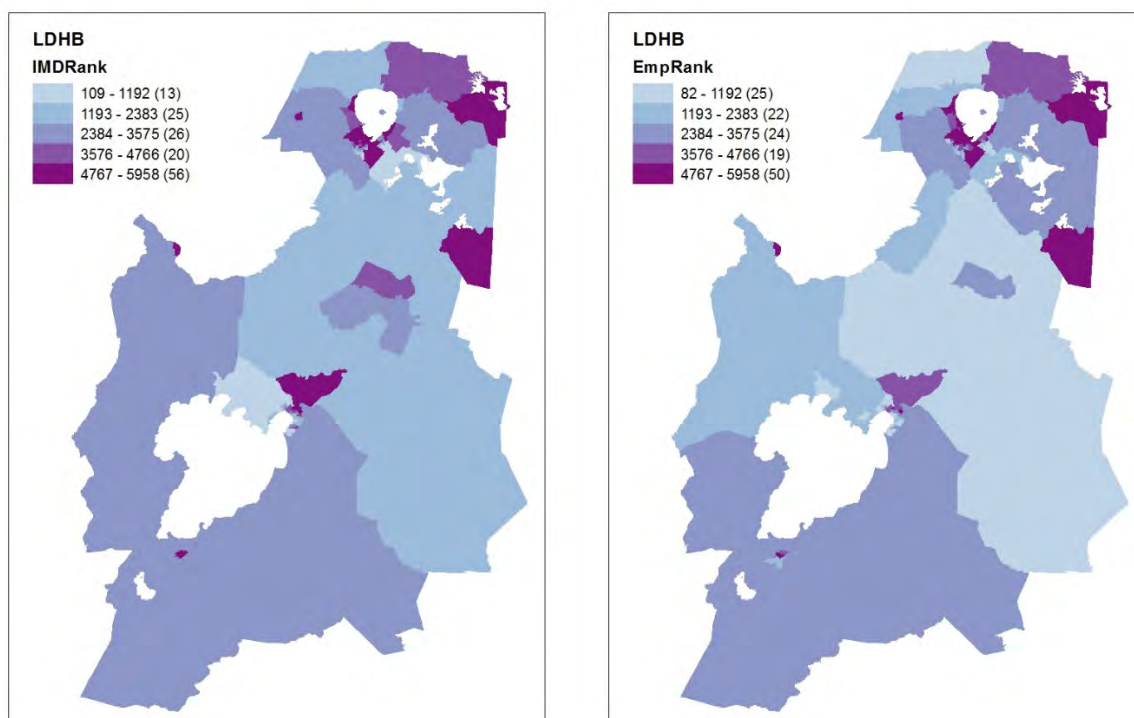 LDHB
IMDRank
109 - 1192 (13)
1193 - 2383 (25)
2384 - 3575 (26)
3576 - 4766 (20)
4767 - 5958 (56)
LDHB
EmpRank
82 - 1192 (25)
1193 - 2383 (22)
2384 - 3575 (24)
3576 - 4766 (19)
4767 - 5958 (50)